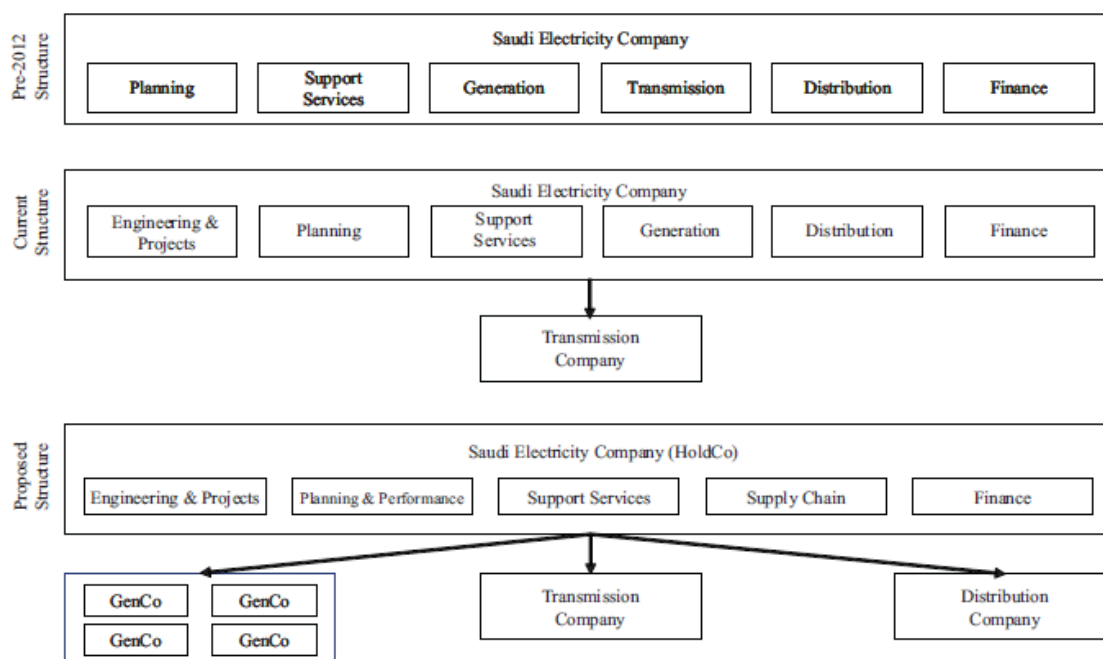 Pre-2012
Structure
Saudi Electricity Company
Planning
Support
Services
Generation
Transmission
Distribution
Finance
Current
Structure
Saudi Electricity Company
Engineering &
Projects
Planning
Support
Services
Generation
Distribution
Finance
Transmission
Company
Proposed
Structure
Saudi Electricity Company (HoldCo)
Engineering & Projects
Planning & Performance
Support Services
Supply Chain
Finance
GenCo
GenCo
GenCo
GenCo
Transmission
Company
Distribution
Company